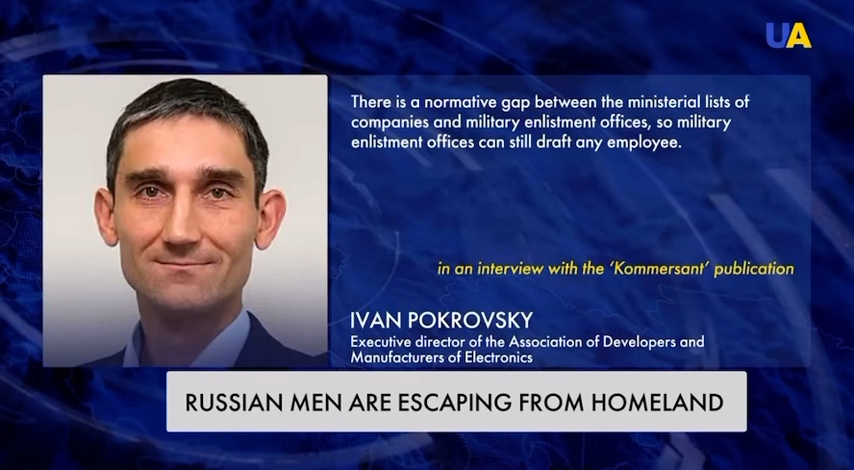 UA
There is a normative gap between the ministerial lists of
companies and military enlistment offices, so military
enlistment offices can still draft any employee.
in an interview with the ‘Kommersant’ publication
IVAN POKROVSKY
Executive director of the Association of Developers and
Manufacturers of Electronics
RUSSIAN MEN ARE ESCAPING FROM HOMELAND